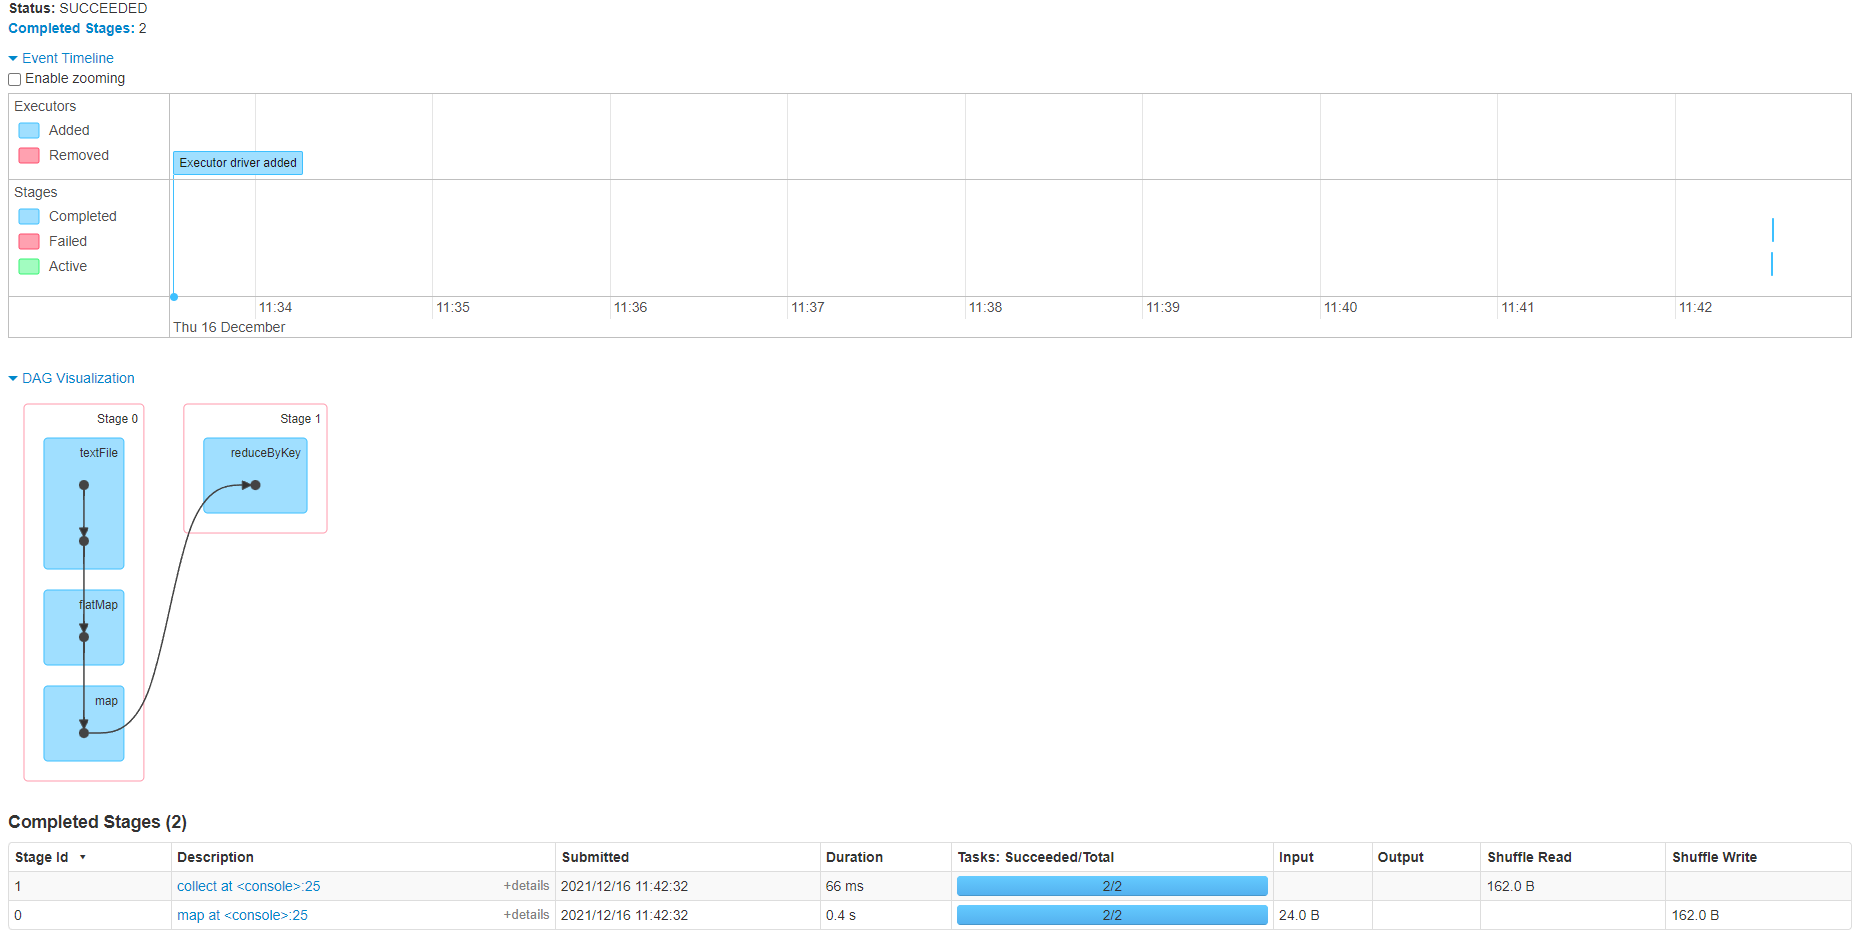 Status: SUCCEEDED
Completed Stages: 2
Event Timeline
Enable zooming
Executors
Added
Removed
Executor driver added
Stages
Completed
Failed
Active
11:34 11:35 11:36 11:37 11:38 11:39 11:40 11:41 11:42
Thu 16 December
DAG Visualization
Stage 0 Stage 1
textFile reduceByKey
flatMap
map
Completed Stages (2)
Stage Id Description Submitted Duration Tasks: Succeeded/Total Input Output Shuffle Read Shuffle Write
1 collect at <console>:25 +details 2021/12/16 11:42:32 66 ms 2/2 162.0 B
0 map at <console>:25 +details 2021/12/16 11:42:32 0.4 s 2/2 24.0 B 162.0 B